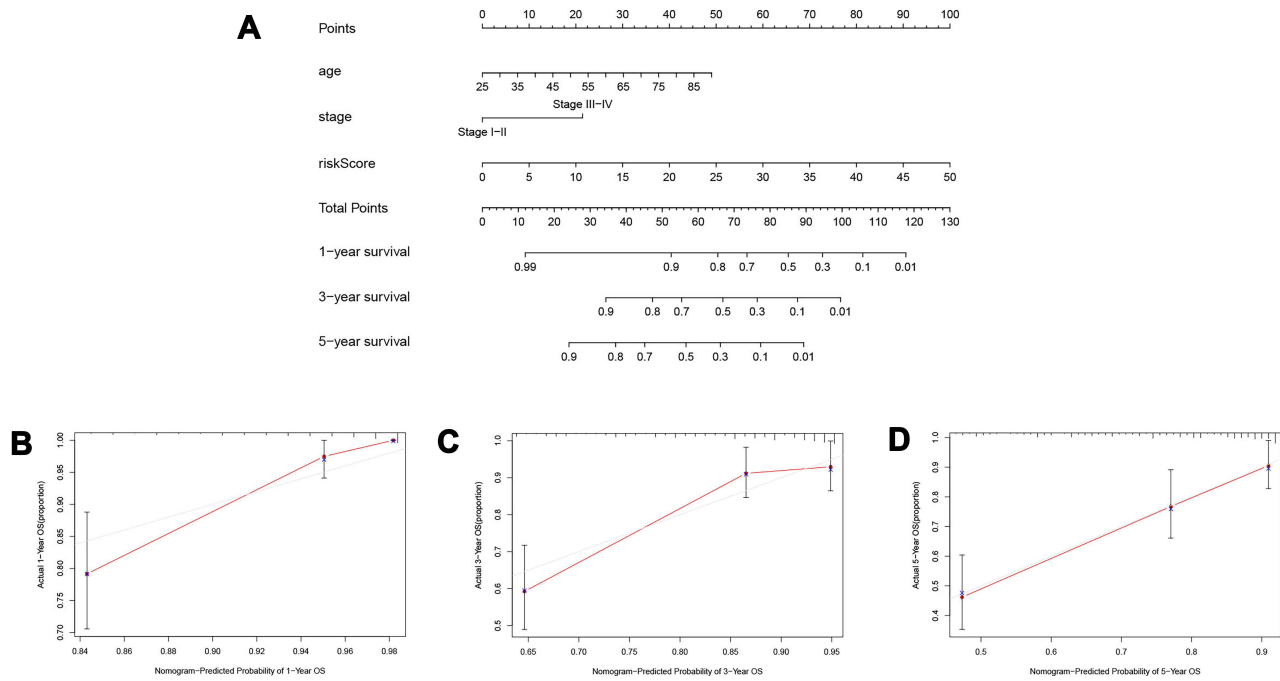 A
Points
0 10 20 30 40 50 60 70 80 90 100
age
25 35 45 55 65 75 85
stage
Stage III−IV
Stage I−II
riskScore
0 5 10 15 20 25 30 35 40 45 50
Total Points
0 10 20 30 40 50 60 70 80 90 100 110 120 130
1−year survival
0.99 0.9 0.8 0.7 0.5 0.3 0.1 0.01
3−year survival
0.9 0.8 0.7 0.5 0.3 0.1 0.01
5−year survival
0.9 0.8 0.7 0.5 0.3 0.1 0.01
B
Actual 1−Year OS(proportion)
1.00
0.95
0.90
0.85
0.80
0.75
0.70
0.84 0.86 0.88 0.90 0.92 0.94 0.96 0.98
Nomogram−Predicted Probability of 1−Year OS
C
Actual 3−Year OS(proportion)
1.0
0.9
0.8
0.7
0.6
0.5
0.65 0.70 0.75 0.80 0.85 0.90 0.95
Nomogram−Predicted Probability of 3−Year OS
D
Actual 5−Year OS(proportion)
1.0
0.9
0.8
0.7
0.6
0.5
0.4
0.5 0.6 0.7 0.8 0.9
Nomogram−Predicted Probability of 5−Year OS